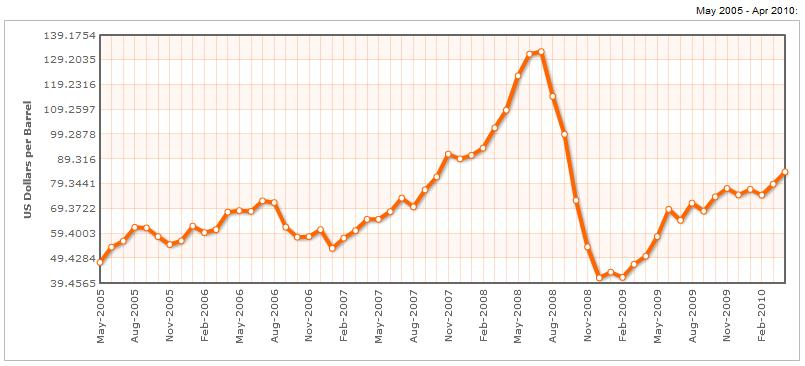 May 2005 - Apr 2010:
139.1754
129.2035
119.2316
109.2597
99.2878
89.316
79.3441
69.3722
59.4003
49.4284
39.4565
US Dollars per Barrel
May-2005
Aug-2005
Nov-2005
Feb-2006
May-2006
Aug-2006
Nov-2006
Feb-2007
May-2007
Aug-2007
Nov-2007
Feb-2008
May-2008
Aug-2008
Nov-2008
Feb-2009
May-2009
Aug-2009
Nov-2009
Feb-2010